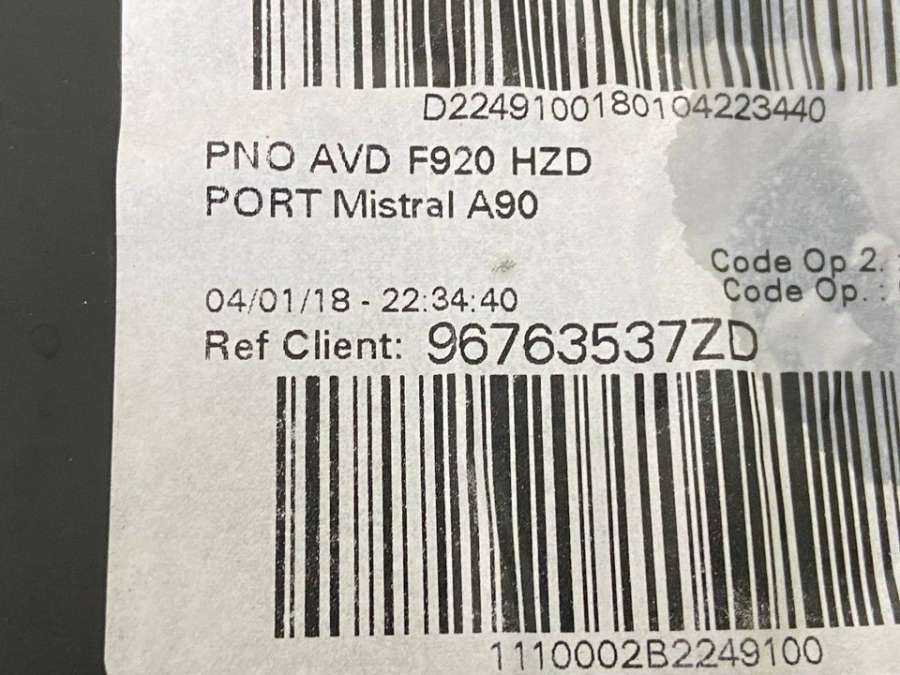 D2249100180104223440
PNO AVD F920 HZD
PORT Mistral A90
Code Op 2. :
Code Op. :
04/01/18 - 22:34:40
Ref Client: 96763537ZD
1110002B2249100